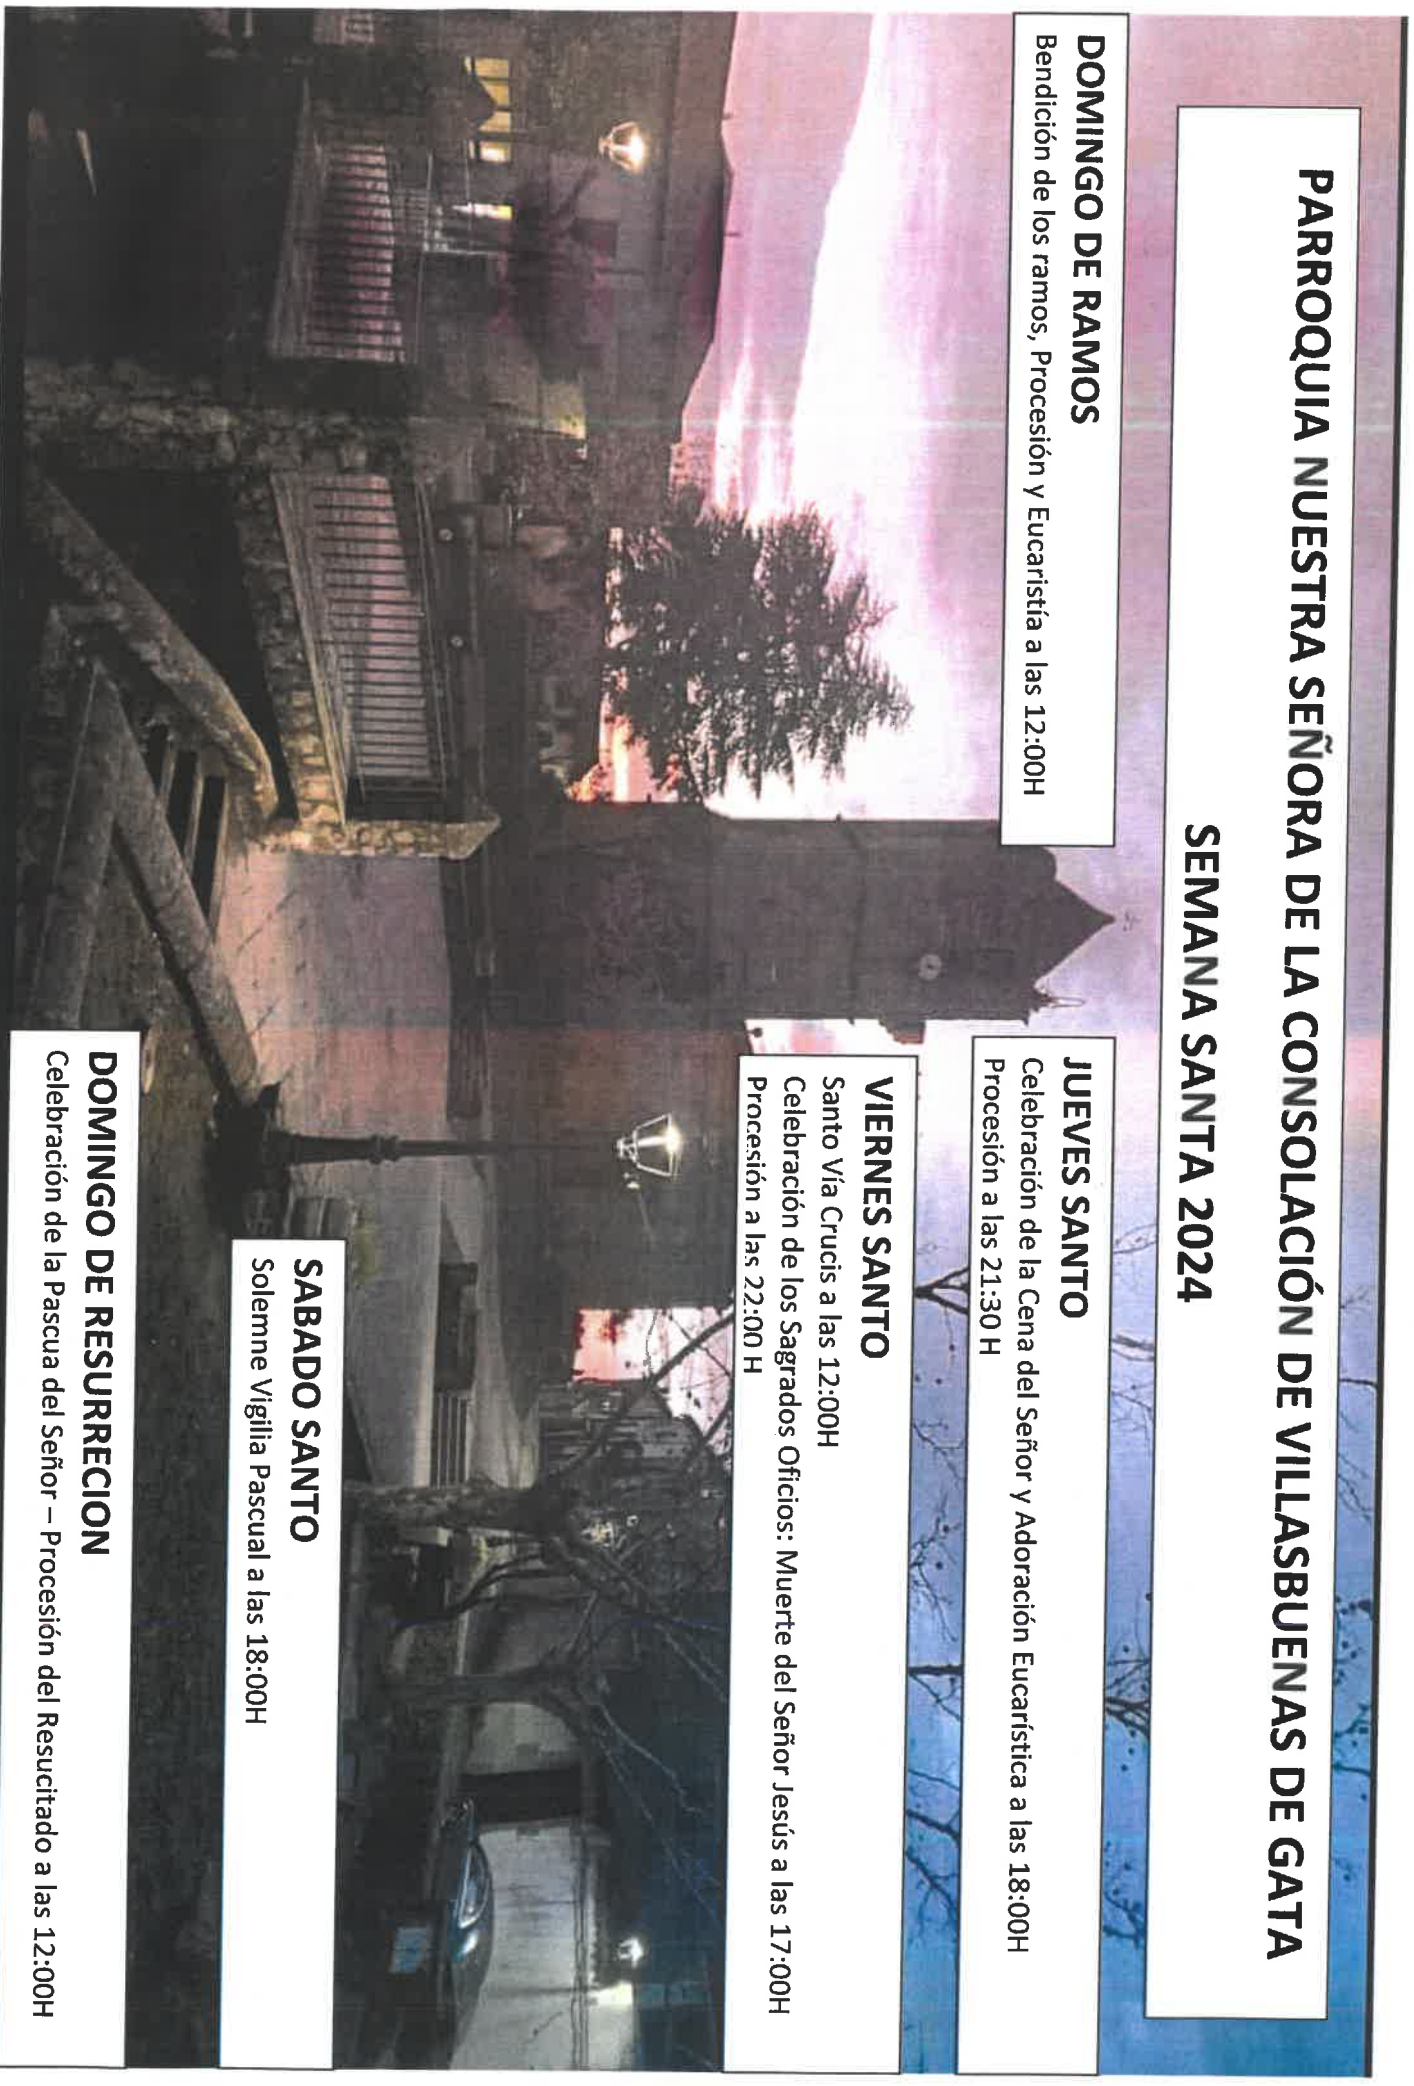 PARROQUIA NUESTRA SEÑORA DE LA CONSOLACIÓN DE VILLASBUENAS DE GATA
SEMANA SANTA 2024
DOMINGO DE RAMOS
Bendición de los ramos, Procesión y Eucaristía a las 12:00H
JUEVES SANTO
Celebración de la Cena del Señor y Adoración Eucarística a las 18:00H
Procesión a las 21:30 H
VIERNES SANTO
Santo Vía Crucis a las 12:00H
Celebración de los Sagrados Oficios: Muerte del Señor Jesús a las 17:00H
Procesión a las 22:00 H
SABADO SANTO
Solemne Vigilia Pascual a las 18:00H
DOMINGO DE RESURRECION
Celebración de la Pascua del Señor – Procesión del Resucitado a las 12:00H